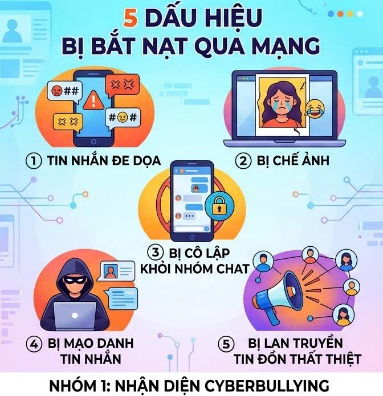 5 DẤU HIỆU
BỊ BẮT NẠT QUA MẠNG
##
#
#
① TIN NHẮN ĐE DỌA
② BỊ CHẾ ẢNH
③ BỊ CÔ LẬP
KHỎI NHÓM CHAT
④ BỊ MẠO DANH
TIN NHẮN
⑤ BỊ LAN TRUYỀN
TIN ĐỒN THẤT THIỆT
NHÓM 1: NHẬN DIỆN CYBERBULLYING